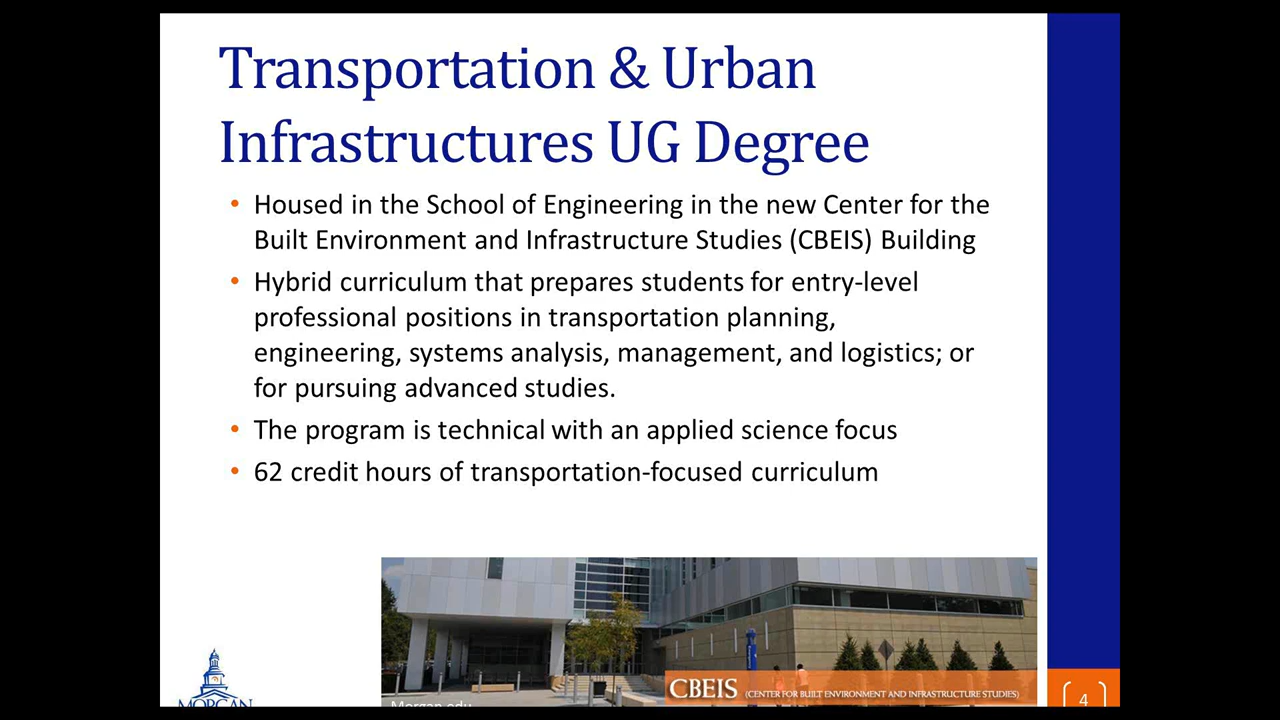 Transportation & Urban
Infrastructures UG Degree
• Housed in the School of Engineering in the new Center for the
Built Environment and Infrastructure Studies (CBEIS) Building
• Hybrid curriculum that prepares students for entry-level
professional positions in transportation planning,
engineering, systems analysis, management, and logistics; or
for pursuing advanced studies.
• The program is technical with an applied science focus
• 62 credit hours of transportation-focused curriculum
CBEIS (CENTER FOR BUILT ENVIRONMENT AND INFRASTRUCTURE STUDIES)
MORGAN
Morgan.edu
4